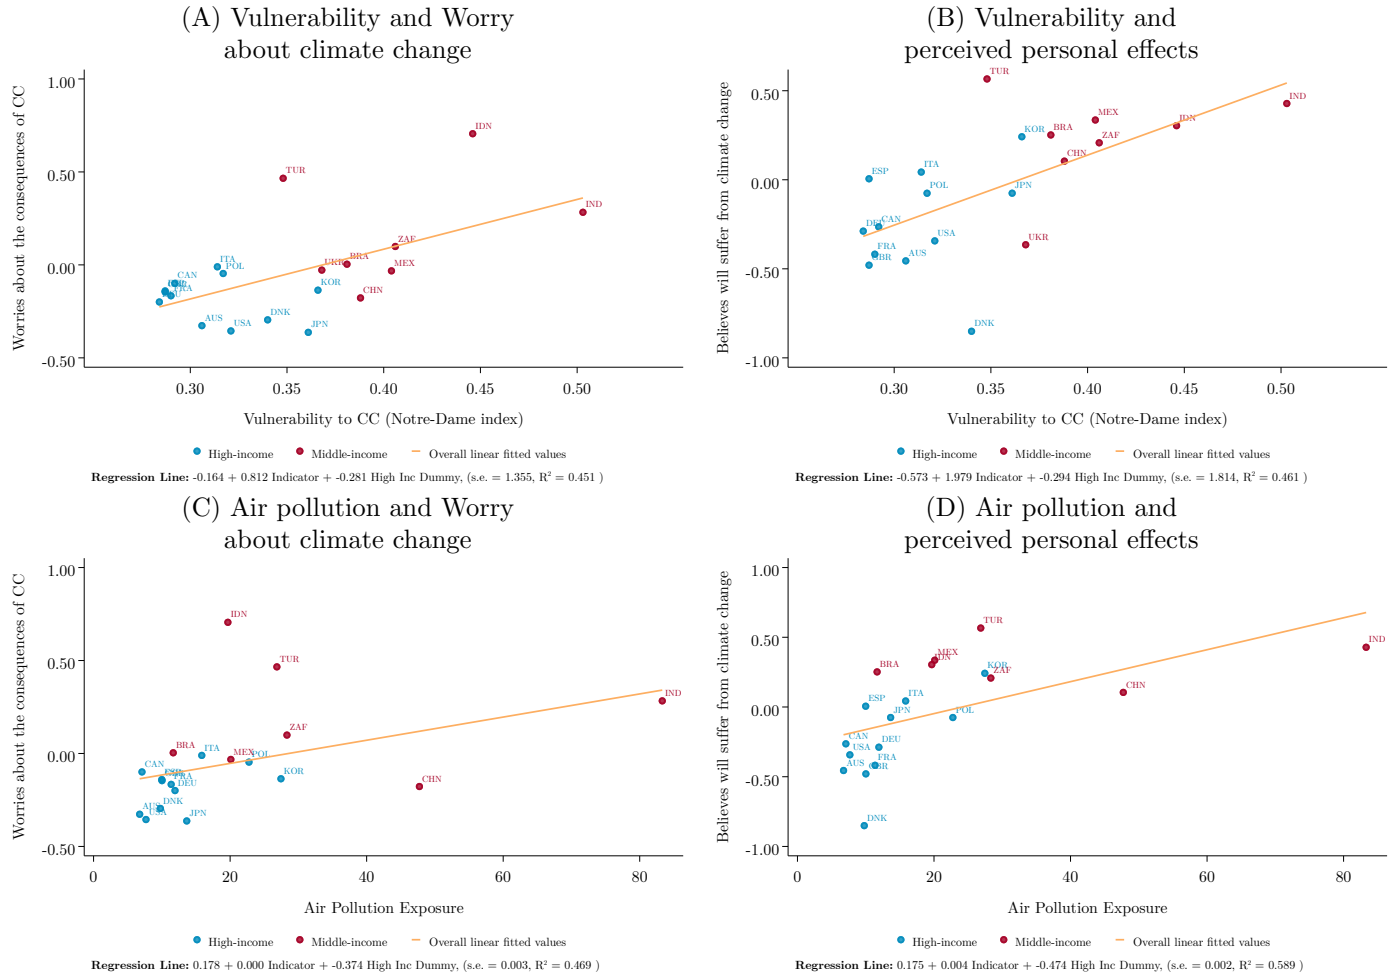 (A) Vulnerability and Worry
about climate change
Worries about the consequences of CC
1.00
0.50
0.00
-0.50
IDN
TUR
IND
ZAF
BRA
UKR
MEX
ITA
POL
CAN
FRA
KOR
CHN
AUS
USA
DNK
JPN
0.30
0.35
0.40
0.45
0.50
Vulnerability to CC (Notre-Dame index)
High-income
Middle-income
Overall linear fitted values
Regression Line: -0.164 + 0.812 Indicator + -0.281 High Inc Dummy, (s.e. = 1.355, R² = 0.451 )
(B) Vulnerability and
perceived personal effects
Believes will suffer from climate change
0.50
0.00
-0.50
-1.00
TUR
IND
MEX
IDN
BRA
KOR
ZAF
CHN
ESP
ITA
POL
JPN
DEU
CAN
USA
UKR
FRA
GBR
AUS
DNK
0.30
0.35
0.40
0.45
0.50
Vulnerability to CC (Notre-Dame index)
High-income
Middle-income
Overall linear fitted values
Regression Line: -0.573 + 1.979 Indicator + -0.294 High Inc Dummy, (s.e. = 1.814, R² = 0.461 )
(C) Air pollution and Worry
about climate change
Worries about the consequences of CC
1.00
0.50
0.00
-0.50
IDN
TUR
IND
ZAF
BRA
ITA
MEX
POL
CAN
FRA
DEU
KOR
CHN
DNK
AUS
USA
JPN
0
20
40
60
80
Air Pollution Exposure
High-income
Middle-income
Overall linear fitted values
Regression Line: 0.178 + 0.000 Indicator + -0.374 High Inc Dummy, (s.e. = 0.003, R² = 0.469 )
(D) Air pollution and
perceived personal effects
Believes will suffer from climate change
1.00
0.50
0.00
-0.50
-1.00
TUR
IND
MEX
IDN
BRA
KOR
ZAF
CHN
ESP
ITA
JPN
POL
CAN
DEU
USA
FRA
AUS
GBR
DNK
0
20
40
60
80
Air Pollution Exposure
High-income
Middle-income
Overall linear fitted values
Regression Line: 0.175 + 0.004 Indicator + -0.474 High Inc Dummy, (s.e. = 0.002, R² = 0.589 )